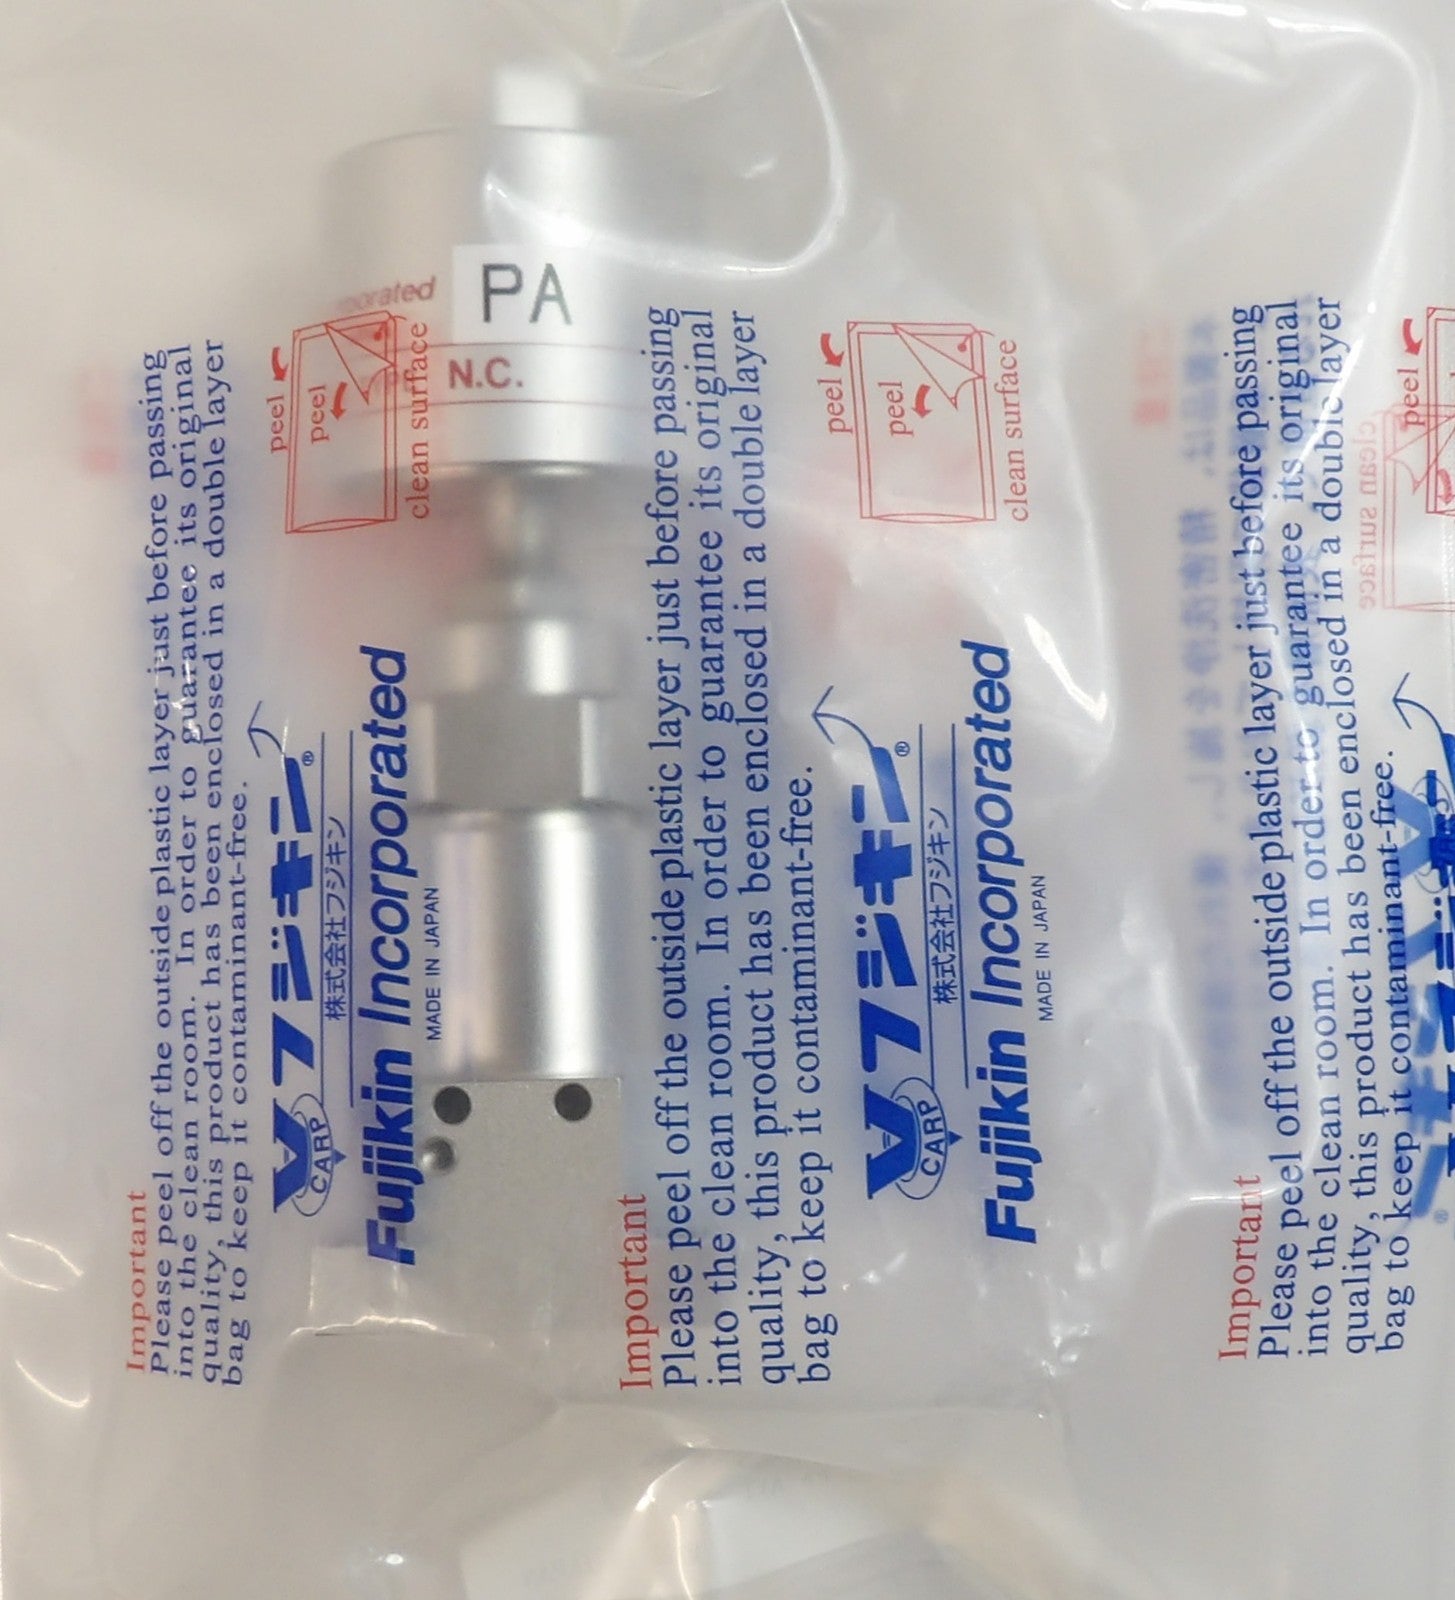 PA
N.C.
porated
Important
Please peel off the outside plastic layer just before passing
into the clean room. In order to guarantee its original
quality, this product has been enclosed in a double layer
bag to keep it contaminant-free.
peel
peel
clean surface
フジキン®
CARP
株式会社フジキン
Fujikin Incorporated
MADE IN JAPAN
Important
Please peel off the outside plastic layer just before passing
into the clean room. In order to guarantee its original
quality, this product has been enclosed in a double layer
bag to keep it contaminant-free.
peel
peel
clean surface
フジキン®
CARP
株式会社フジキン
Fujikin Incorporated
MADE IN JAPAN
Important
Please peel off the outside plastic layer just before passing
into the clean room. In order to guarantee its original
quality, this product has been enclosed in a double layer
bag to keep it contaminant-free.
peel
clean surface